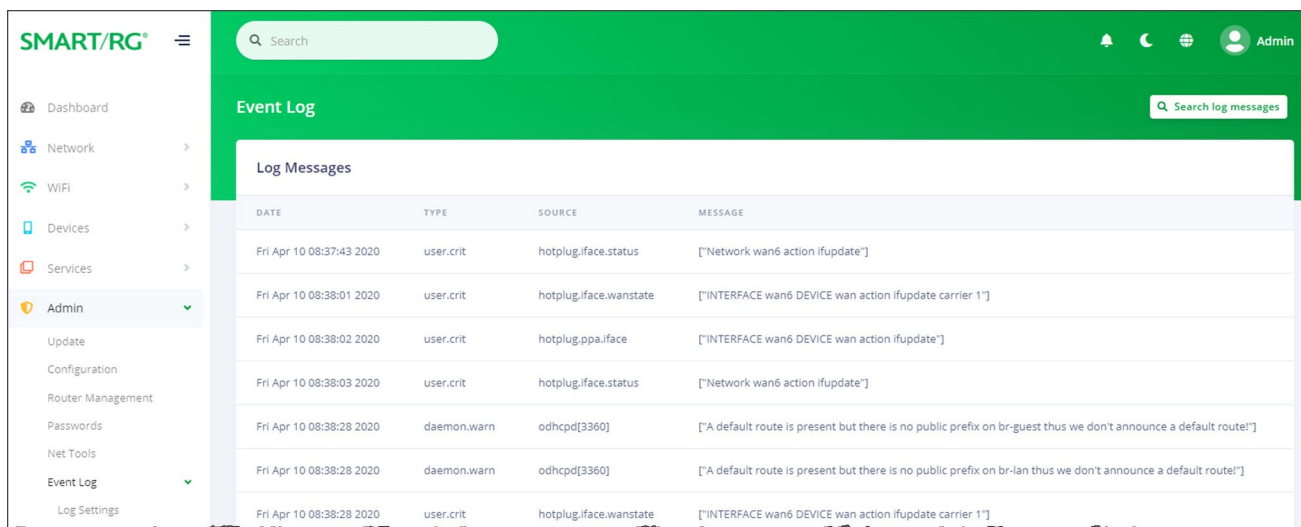 SMART/RG®
Search
Admin
Dashboard
Network
WiFi
Devices
Services
Admin
Update
Configuration
Router Management
Passwords
Net Tools
Event Log
Log Settings
Event Log
Search log messages
Log Messages
DATE TYPE SOURCE MESSAGE
Fri Apr 10 08:37:43 2020 user.crit hotplug.iface.status ["Network wan6 action ifupdate"]
Fri Apr 10 08:38:01 2020 user.crit hotplug.iface.wanstate ["INTERFACE wan6 DEVICE wan action ifupdate carrier 1"]
Fri Apr 10 08:38:02 2020 user.crit hotplug.ppa.iface ["INTERFACE wan6 DEVICE wan action ifupdate"]
Fri Apr 10 08:38:03 2020 user.crit hotplug.iface.status ["Network wan6 action ifupdate"]
Fri Apr 10 08:38:28 2020 daemon.warn odhcpd[3360] ["A default route is present but there is no public prefix on br-guest thus we don't announce a default route!"]
Fri Apr 10 08:38:28 2020 daemon.warn odhcpd[3360] ["A default route is present but there is no public prefix on br-lan thus we don't announce a default route!"]
Fri Apr 10 08:38:28 2020 user.crit hotplug.iface.wanstate ["INTERFACE wan6 DEVICE wan action ifupdate carrier 1"]